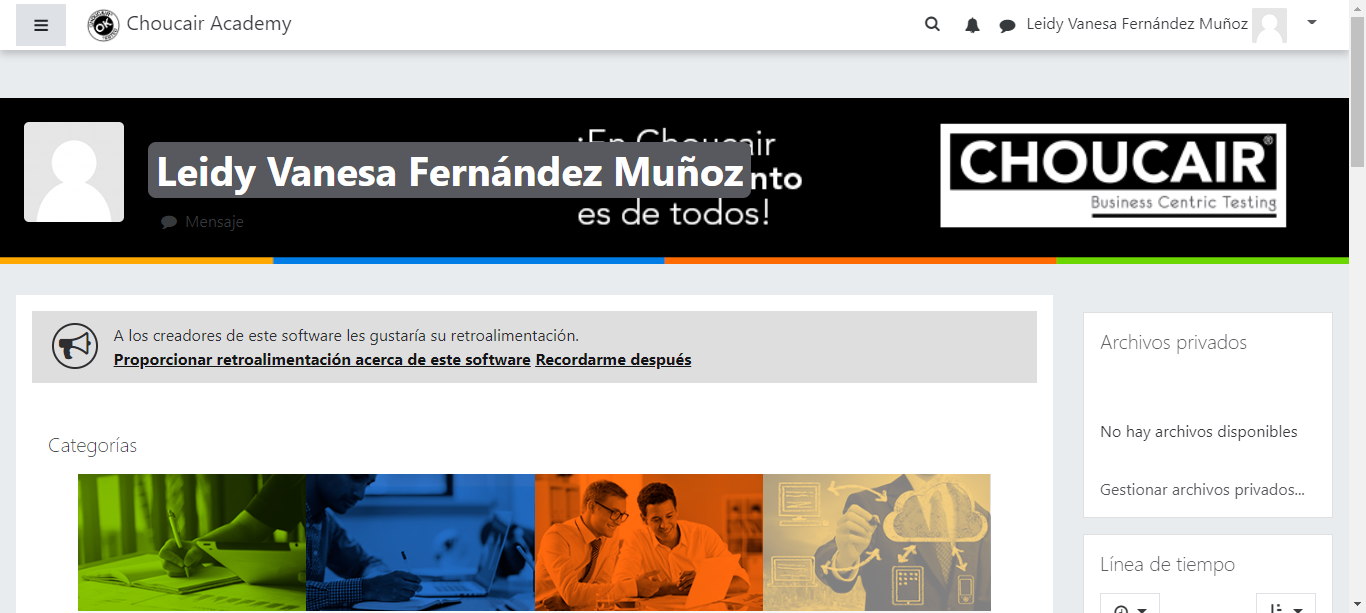 Choucair Academy
Leidy Vanesa Fernández Muñoz
¡En Choucair
Leidy Vanesa Fernández Muñoz
nto
es de todos!
Mensaje
CHOUCAIR®
Business Centric Testing
A los creadores de este software les gustaría su retroalimentación.
Proporcionar retroalimentación acerca de este software Recordarme después
Categorías
Archivos privados
No hay archivos disponibles
Gestionar archivos privados...
Línea de tiempo